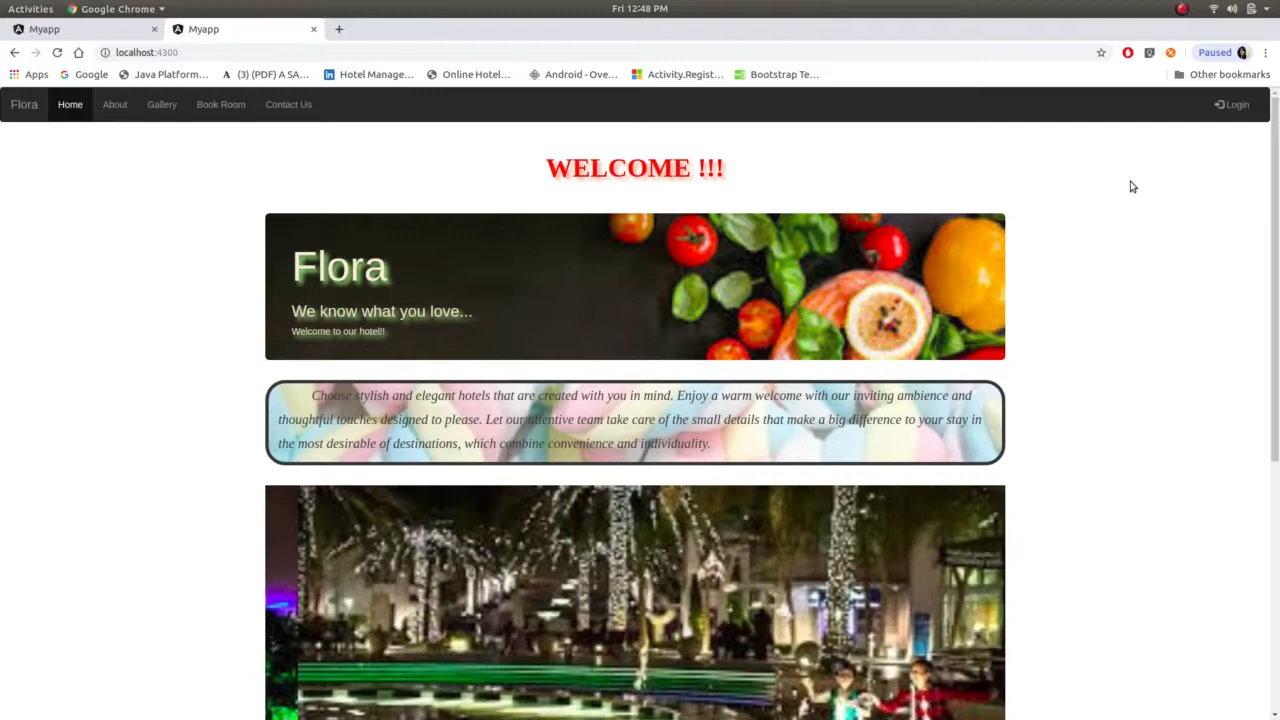 Activities Google Chrome Fri 12:48 PM
Myapp Myapp
localhost:4300 Paused
Apps Google Java Platform… (3) (PDF) A SA… Hotel Manage… Online Hotel… Android - Ove… Activity.Regist… Bootstrap Te… Other bookmarks
Flora Home About Gallery Book Room Contact Us Login
WELCOME !!!
Flora
We know what you love...
Welcome to our hotel!!
Choose stylish and elegant hotels that are created with you in mind. Enjoy a warm welcome with our inviting ambience and
thoughtful touches designed to please. Let our attentive team take care of the small details that make a big difference to your stay in
the most desirable of destinations, which combine convenience and individuality.